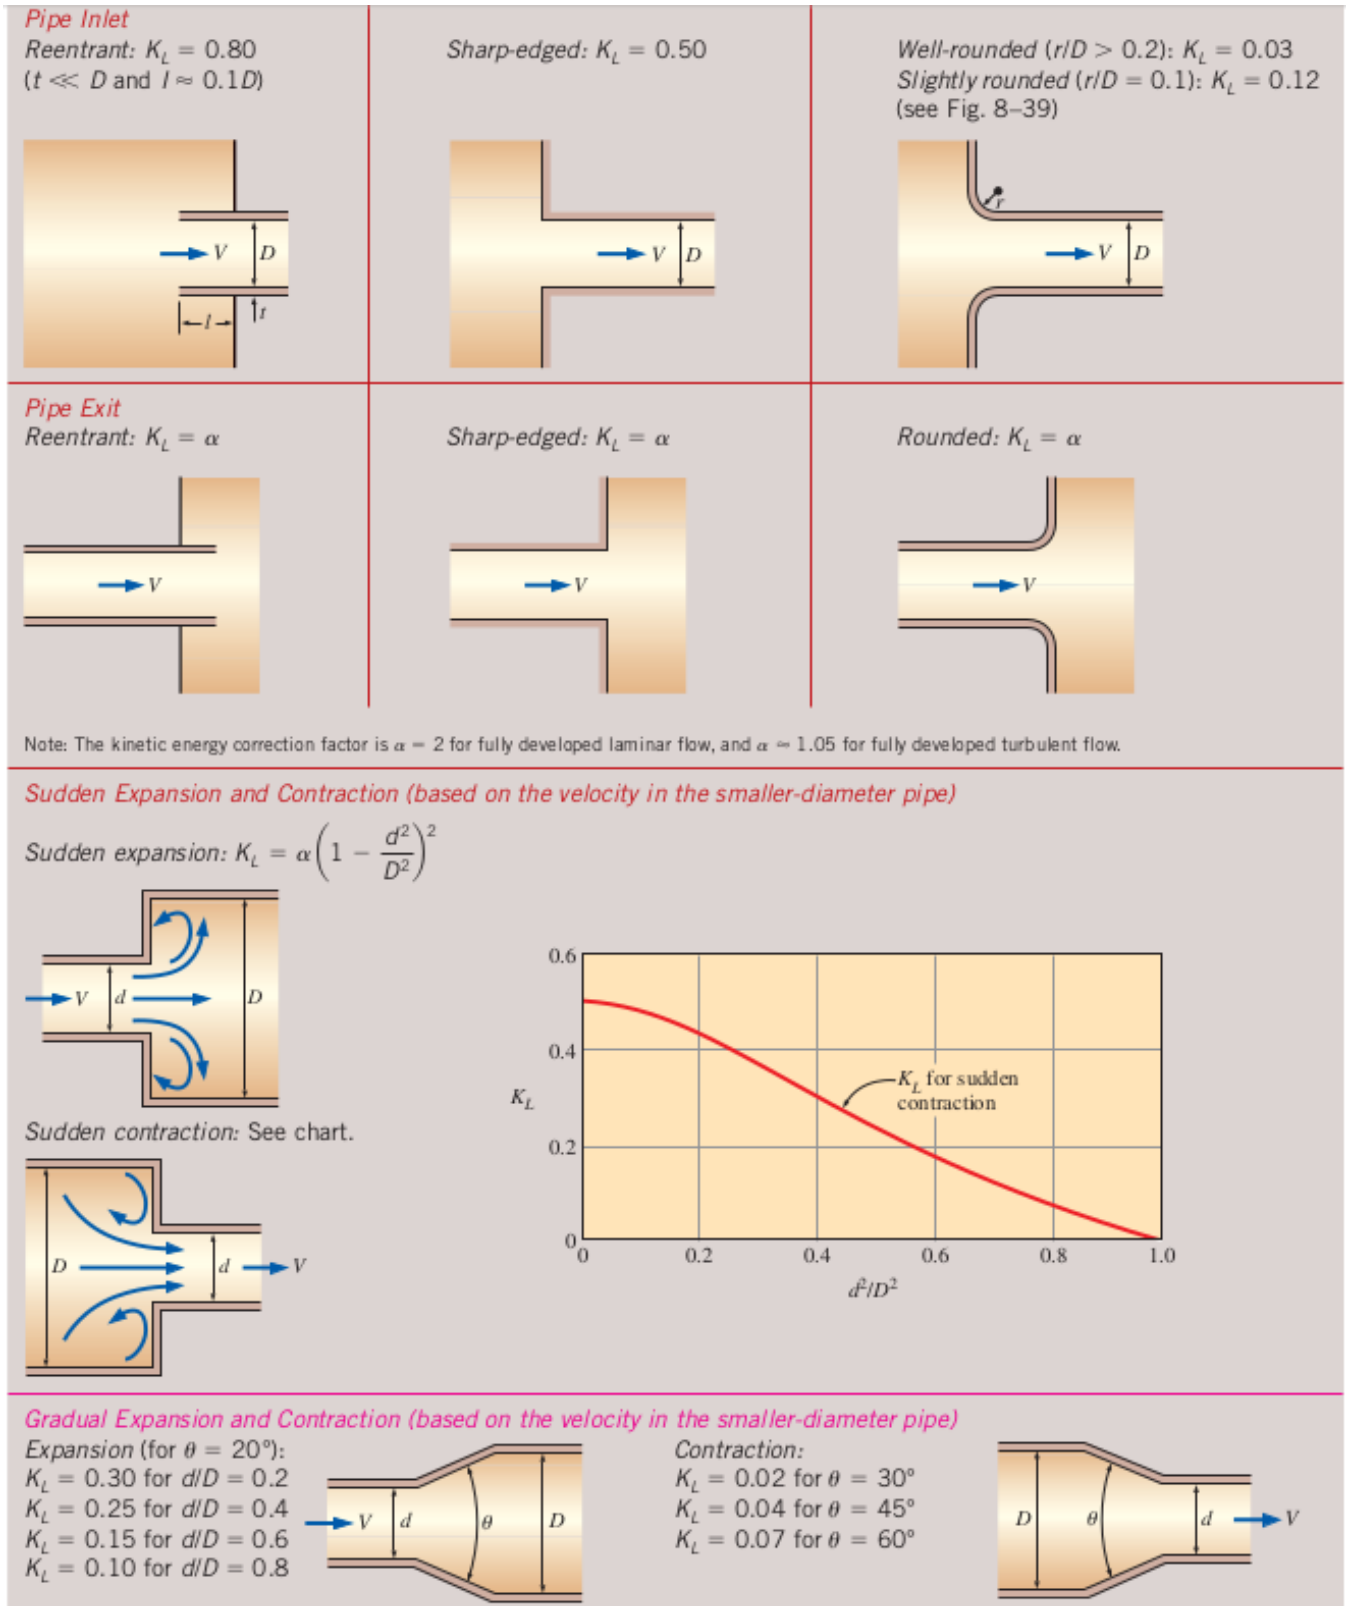 Pipe Inlet
Reentrant: K_L = 0.80
(t ≪ D and l ≈ 0.1D)
Sharp-edged: K_L = 0.50
Well-rounded (r/D > 0.2): K_L = 0.03
Slightly rounded (r/D = 0.1): K_L = 0.12
(see Fig. 8–39)
V
D
l
t
V
D
r
V
D
Pipe Exit
Reentrant: K_L = α
Sharp-edged: K_L = α
Rounded: K_L = α
V
V
V
Note: The kinetic energy correction factor is α = 2 for fully developed laminar flow, and α ≈ 1.05 for fully developed turbulent flow.
Sudden Expansion and Contraction (based on the velocity in the smaller-diameter pipe)
Sudden expansion: K_L = α(1 − d²/D²)²
V
d
D
Sudden contraction: See chart.
D
d
V
0.6
0.4
0.2
0
K_L
K_L for sudden
contraction
0 0.2 0.4 0.6 0.8 1.0
d²/D²
Gradual Expansion and Contraction (based on the velocity in the smaller-diameter pipe)
Expansion (for θ = 20°):
K_L = 0.30 for d/D = 0.2
K_L = 0.25 for d/D = 0.4
K_L = 0.15 for d/D = 0.6
K_L = 0.10 for d/D = 0.8
V
d
θ
D
Contraction:
K_L = 0.02 for θ = 30°
K_L = 0.04 for θ = 45°
K_L = 0.07 for θ = 60°
D
θ
d
V